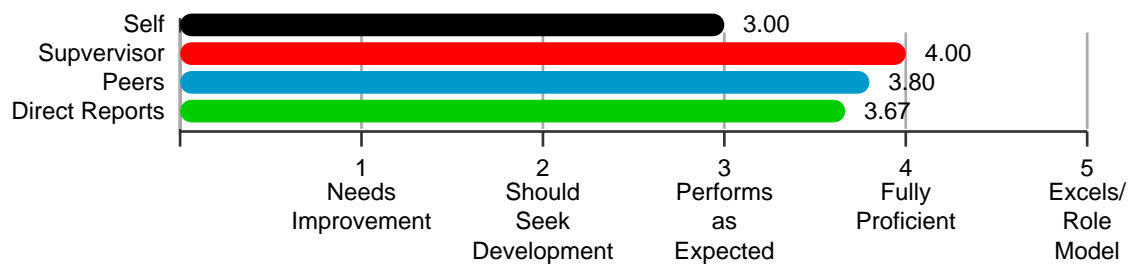 Self 3.00
Supvervisor 4.00
Peers 3.80
Direct Reports 3.67
1 2 3 4 5
Needs Should Performs Fully Excels/
Improvement Seek as Proficient Role
Development Expected Model